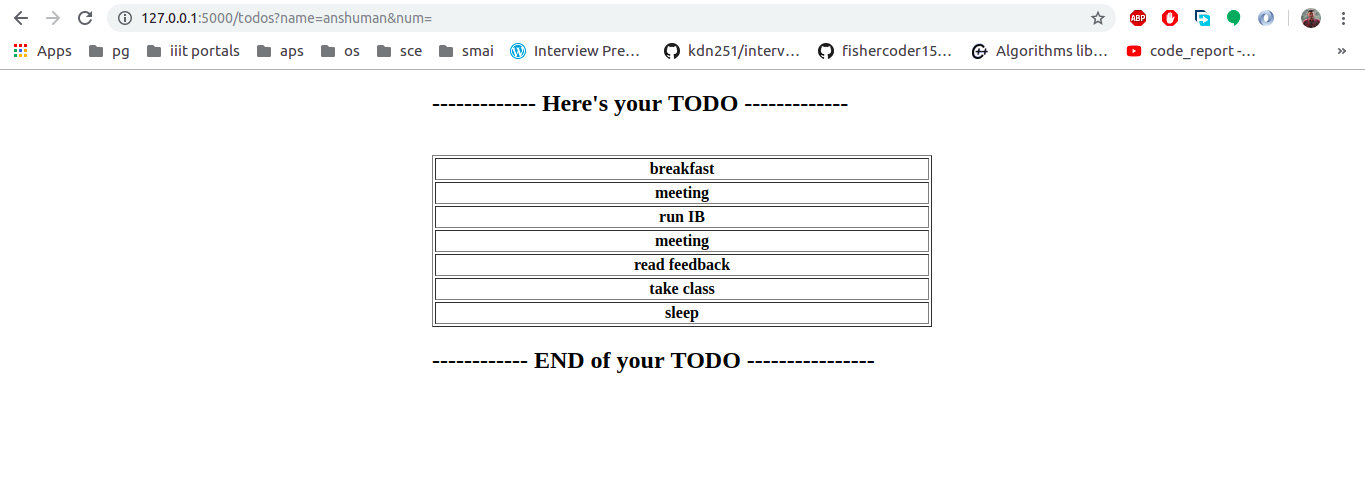 127.0.0.1:5000/todos?name=anshuman&num=
ABP
Apps pg iiit portals aps os sce smai Interview Pre… kdn251/interv… fishercoder15… Algorithms lib… code_report -… »
------------- Here's your TODO -------------
breakfast
meeting
run IB
meeting
read feedback
take class
sleep
------------ END of your TODO ----------------